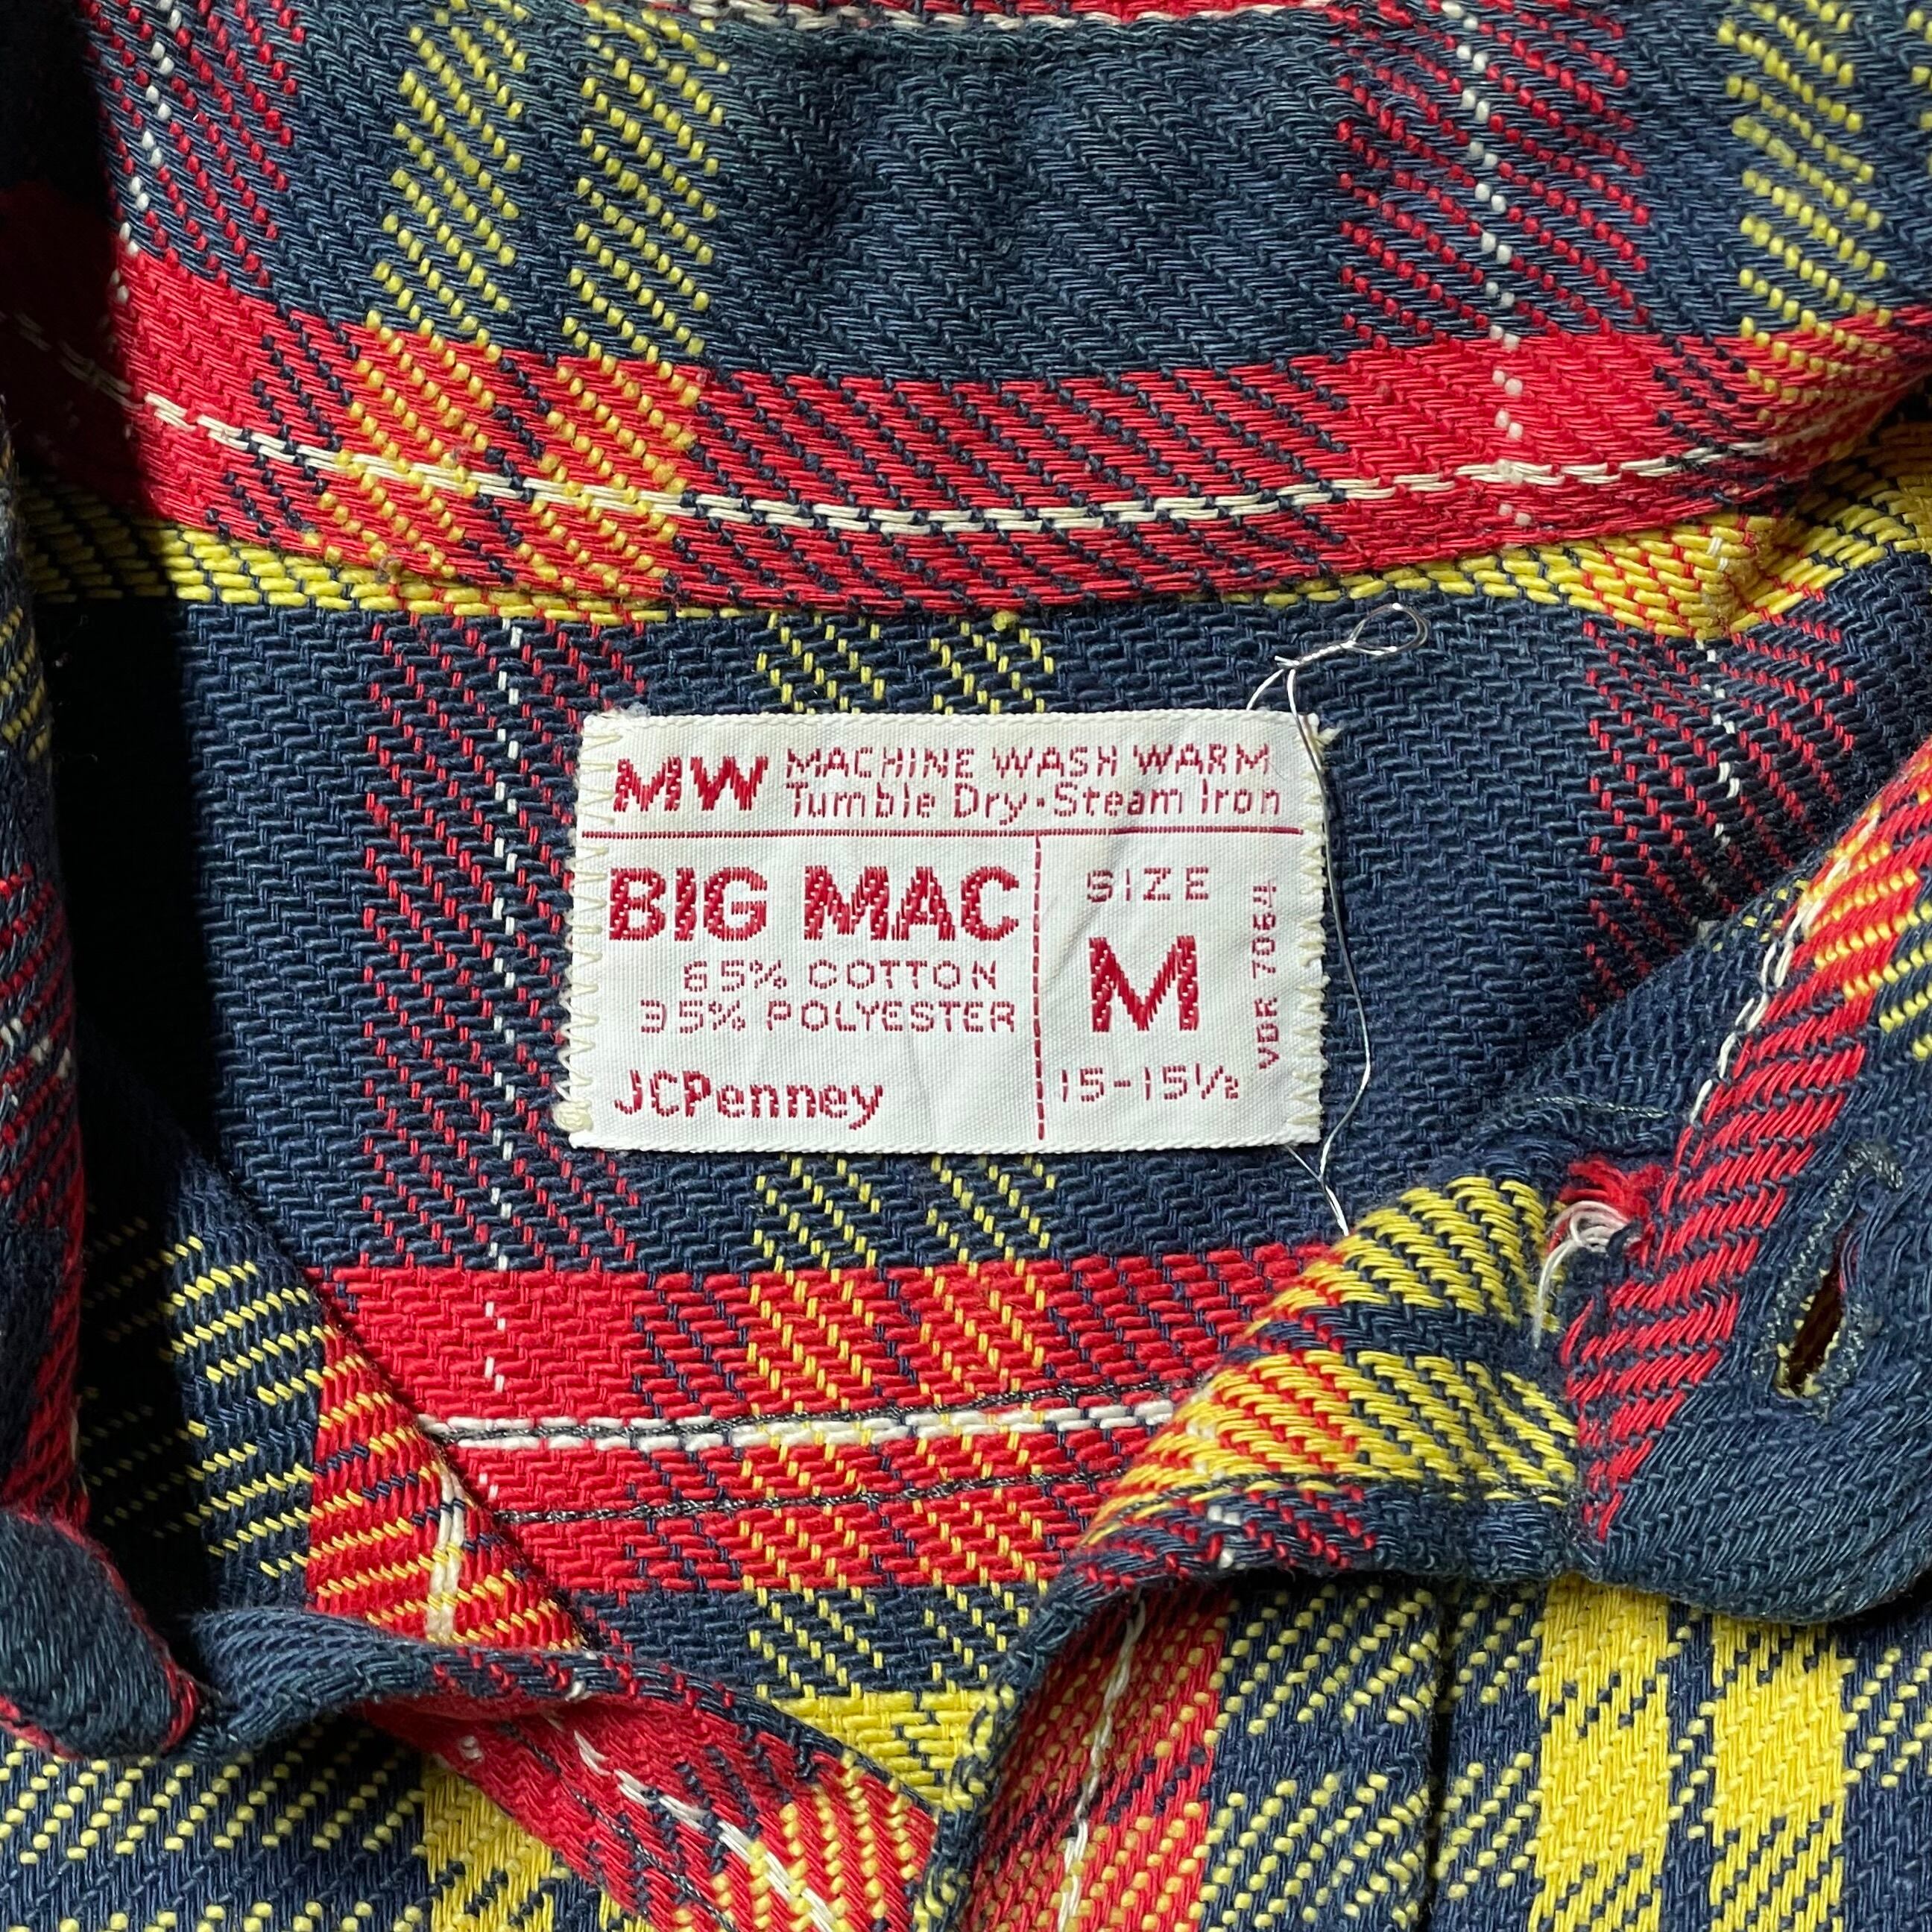 MW MACHINE WASH WARM
Tumble Dry·Steam Iron
BIG MAC
65% COTTON
35% POLYESTER
JCPenney
SIZE
M
15-15½
VDR 7064